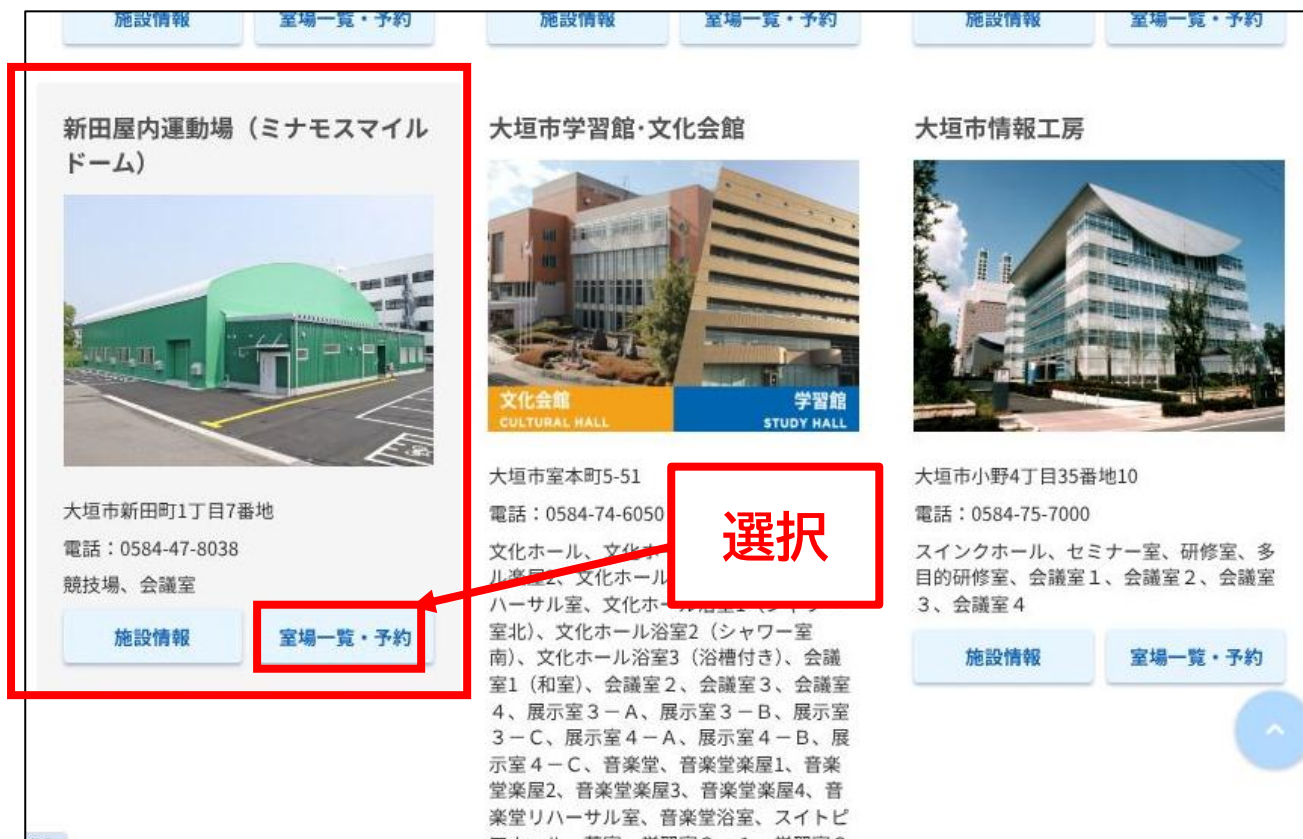 施設情報
室場一覧・予約
施設情報
室場一覧・予約
施設情報
室場一覧・予約
新田屋内運動場（ミナモスマイル
ドーム）
大垣市新田町1丁目7番地
電話：0584-47-8038
競技場、会議室
施設情報
室場一覧・予約
大垣市学習館･文化会館
文化会館
CULTURAL HALL
学習館
STUDY HALL
大垣市室本町5-51
電話：0584-74-6050
選択
文化ホール、文化ホ
ル楽屋2、文化ホール
ハーサル室、文化ホール浴室1（シャワー
室北）、文化ホール浴室2（シャワー室
南）、文化ホール浴室3（浴槽付き）、会議
室1（和室）、会議室２、会議室３、会議室
４、展示室３－Ａ、展示室３－Ｂ、展示室
３－Ｃ、展示室４－Ａ、展示室４－Ｂ、展
示室４－Ｃ、音楽堂、音楽堂楽屋1、音楽
堂楽屋2、音楽堂楽屋3、音楽堂楽屋4、音
楽堂リハーサル室、音楽堂浴室、スイトピ
大垣市情報工房
大垣市小野4丁目35番地10
電話：0584-75-7000
スインクホール、セミナー室、研修室、多
目的研修室、会議室１、会議室２、会議室
３、会議室４
施設情報
室場一覧・予約